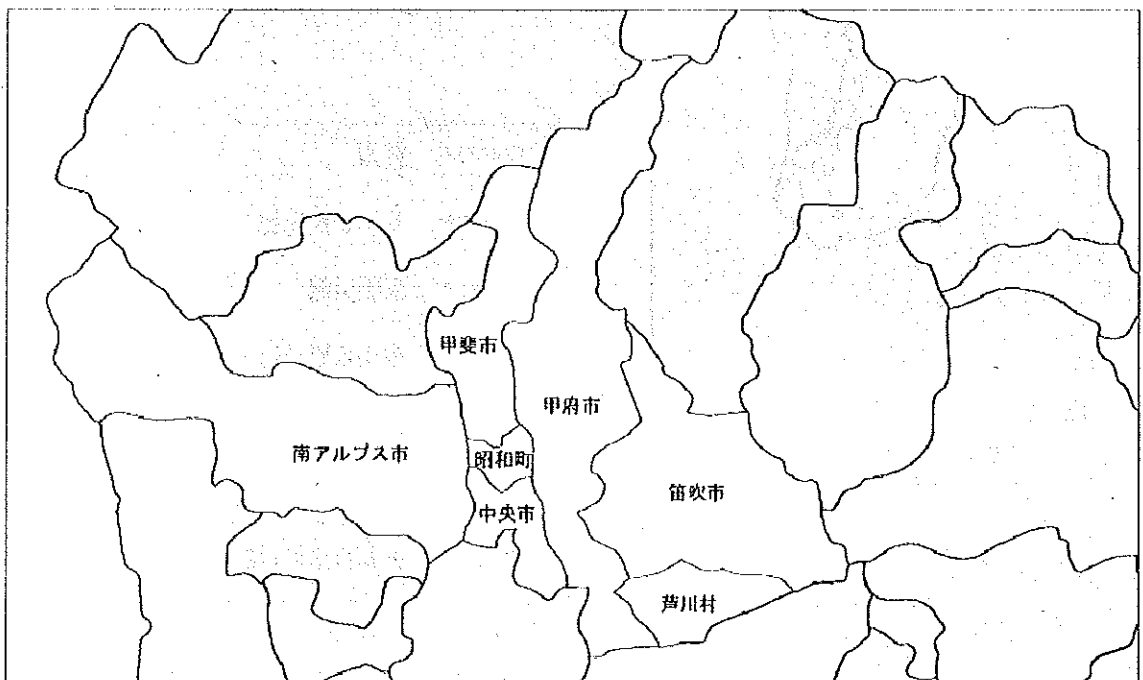 甲斐市
甲府市
南アルプス市
昭和町
笛吹市
中央市
芦川村